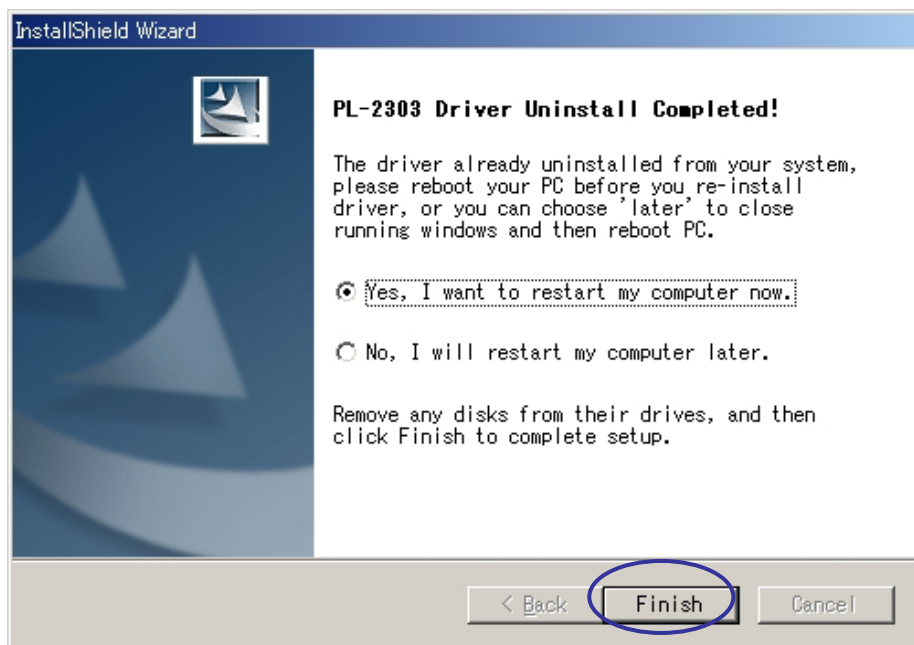 InstallShield Wizard
PL-2303 Driver Uninstall Completed!
The driver already uninstalled from your system,
please reboot your PC before you re-install
driver, or you can choose 'later' to close
running windows and then reboot PC.
Yes, I want to restart my computer now.
No, I will restart my computer later.
Remove any disks from their drives, and then
click Finish to complete setup.
< Back Finish Cancel